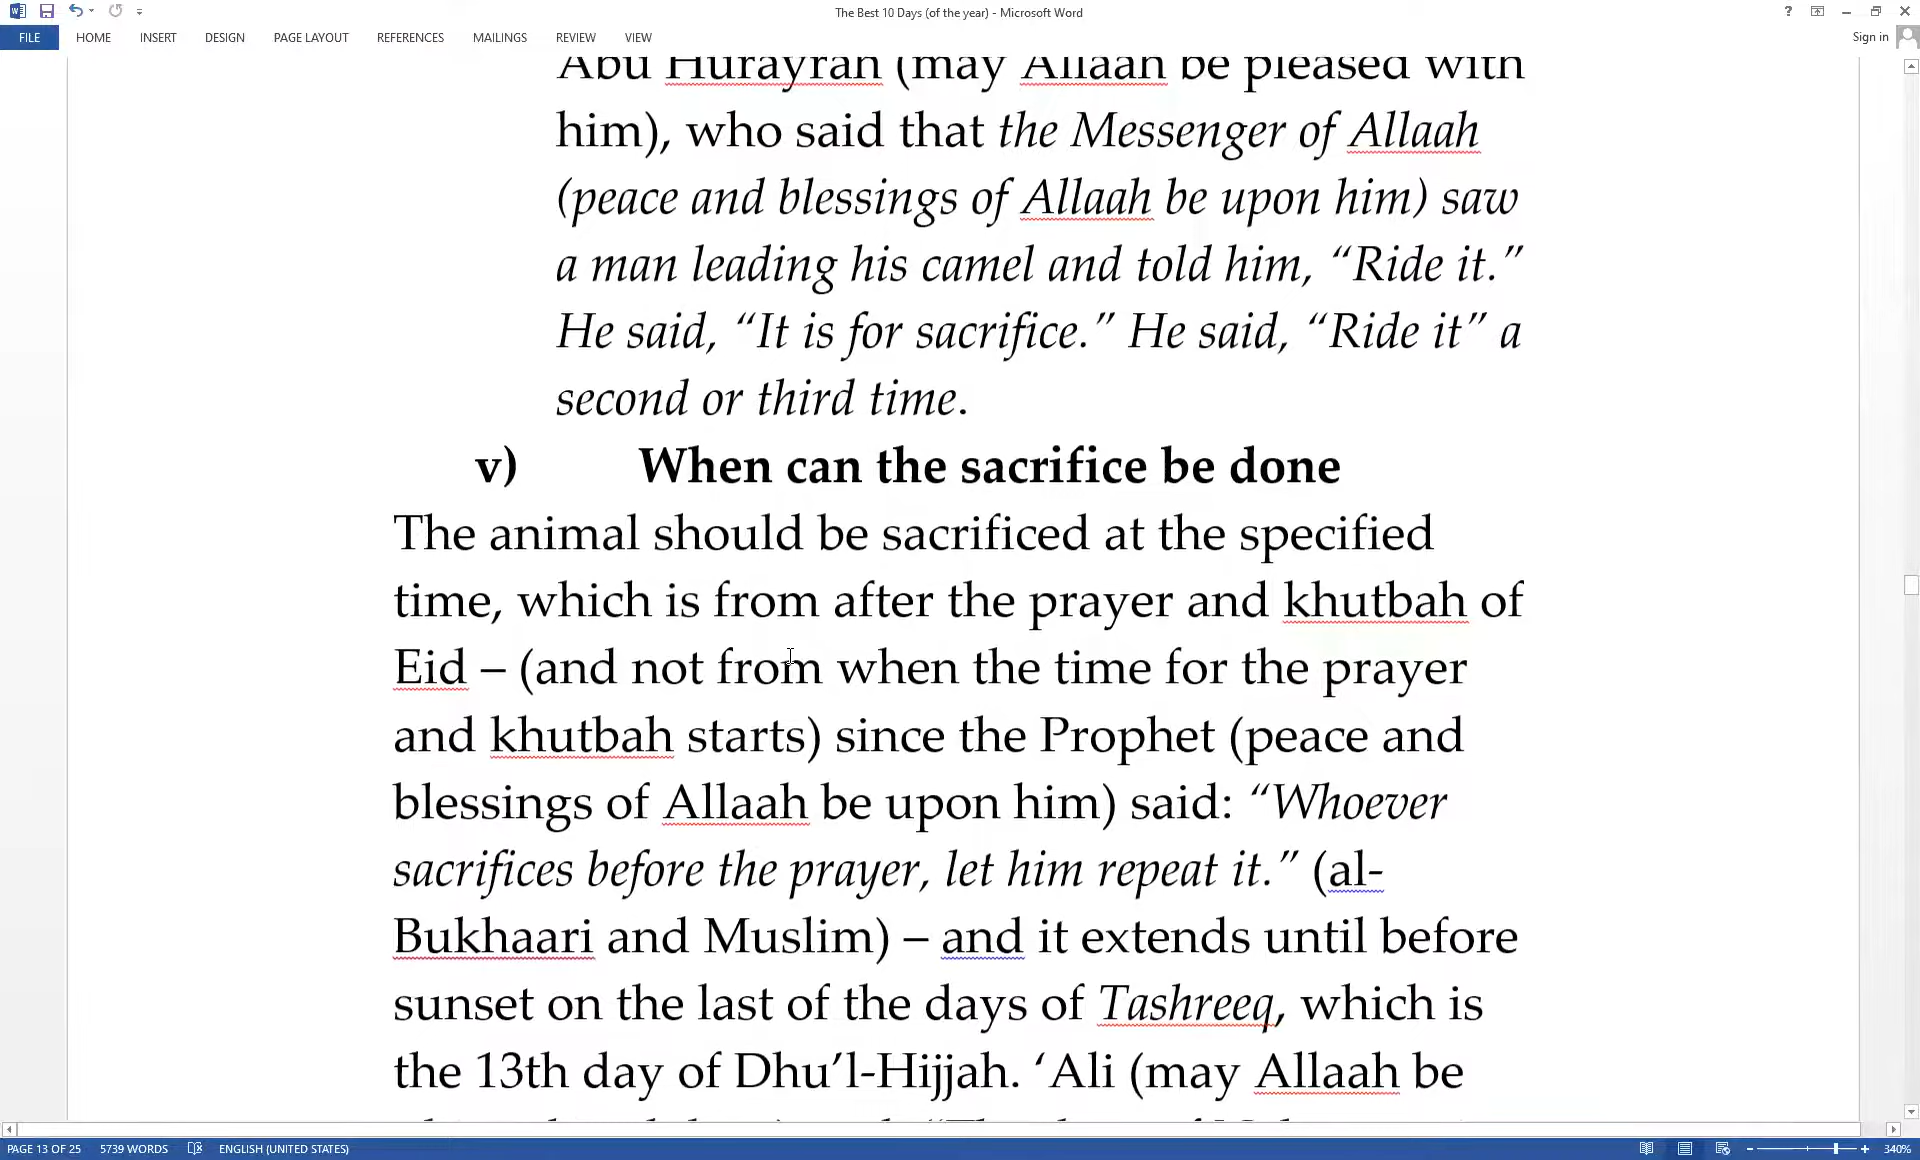 The Best 10 Days (of the year) - Microsoft Word
?
FILE HOME INSERT DESIGN PAGE LAYOUT REFERENCES MAILINGS REVIEW VIEW Sign in
Abu Hurayrah (may Allaah be pleased with
him), who said that the Messenger of Allaah
(peace and blessings of Allaah be upon him) saw
a man leading his camel and told him, “Ride it.”
He said, “It is for sacrifice.” He said, “Ride it” a
second or third time.
v) When can the sacrifice be done
The animal should be sacrificed at the specified
time, which is from after the prayer and khutbah of
Eid – (and not from when the time for the prayer
and khutbah starts) since the Prophet (peace and
blessings of Allaah be upon him) said: “Whoever
sacrifices before the prayer, let him repeat it.” (al-
Bukhaari and Muslim) – and it extends until before
sunset on the last of the days of Tashreeq, which is
the 13th day of Dhu’l-Hijjah. ‘Ali (may Allaah be
PAGE 13 OF 25 5739 WORDS ENGLISH (UNITED STATES) 340%